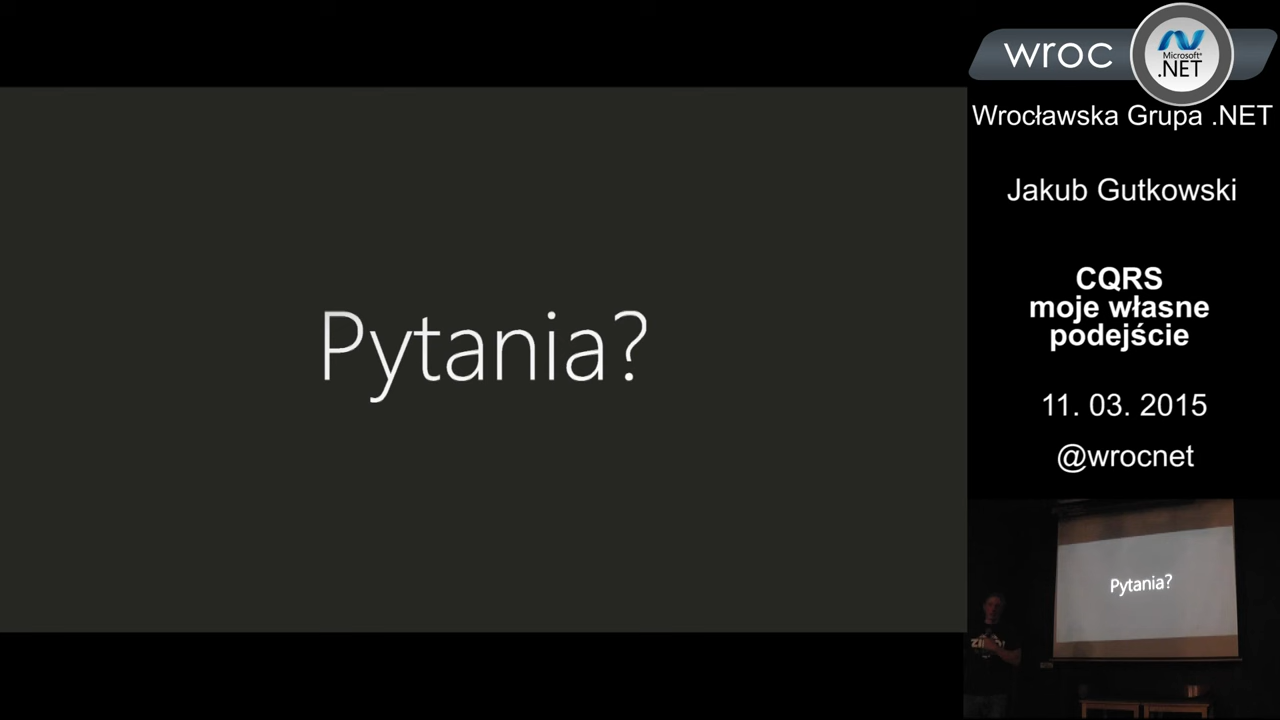 Pytania?
wroc
Microsoft
.NET
Wrocławska Grupa .NET
Jakub Gutkowski
CQRS
moje własne
podejście
11. 03. 2015
@wrocnet
Pytania?